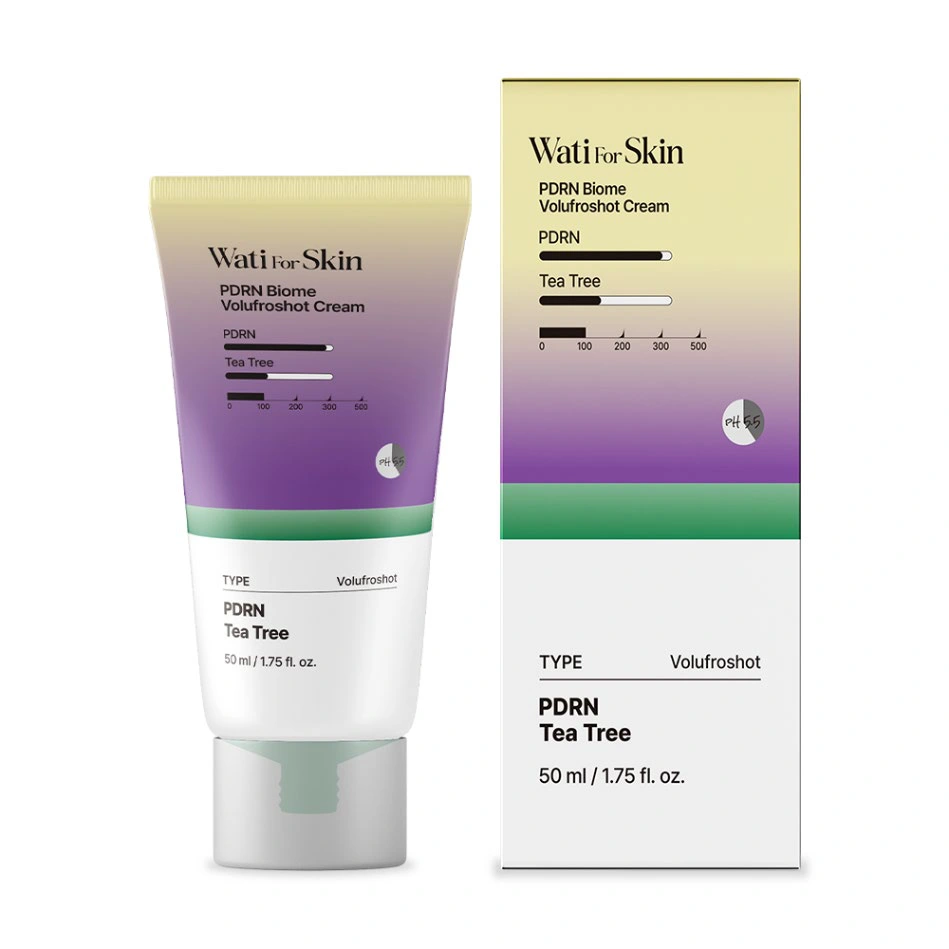 Wati For Skin
PDRN Biome
Volufroshot Cream
PDRN
Tea Tree
0 100 200 300 500
PH 5.5
TYPE Volufroshot
PDRN
Tea Tree
50 ml / 1.75 fl. oz.
Wati For Skin
PDRN Biome
Volufroshot Cream
PDRN
Tea Tree
0 100 200 300 500
PH 5.5
TYPE Volufroshot
PDRN
Tea Tree
50 ml / 1.75 fl. oz.